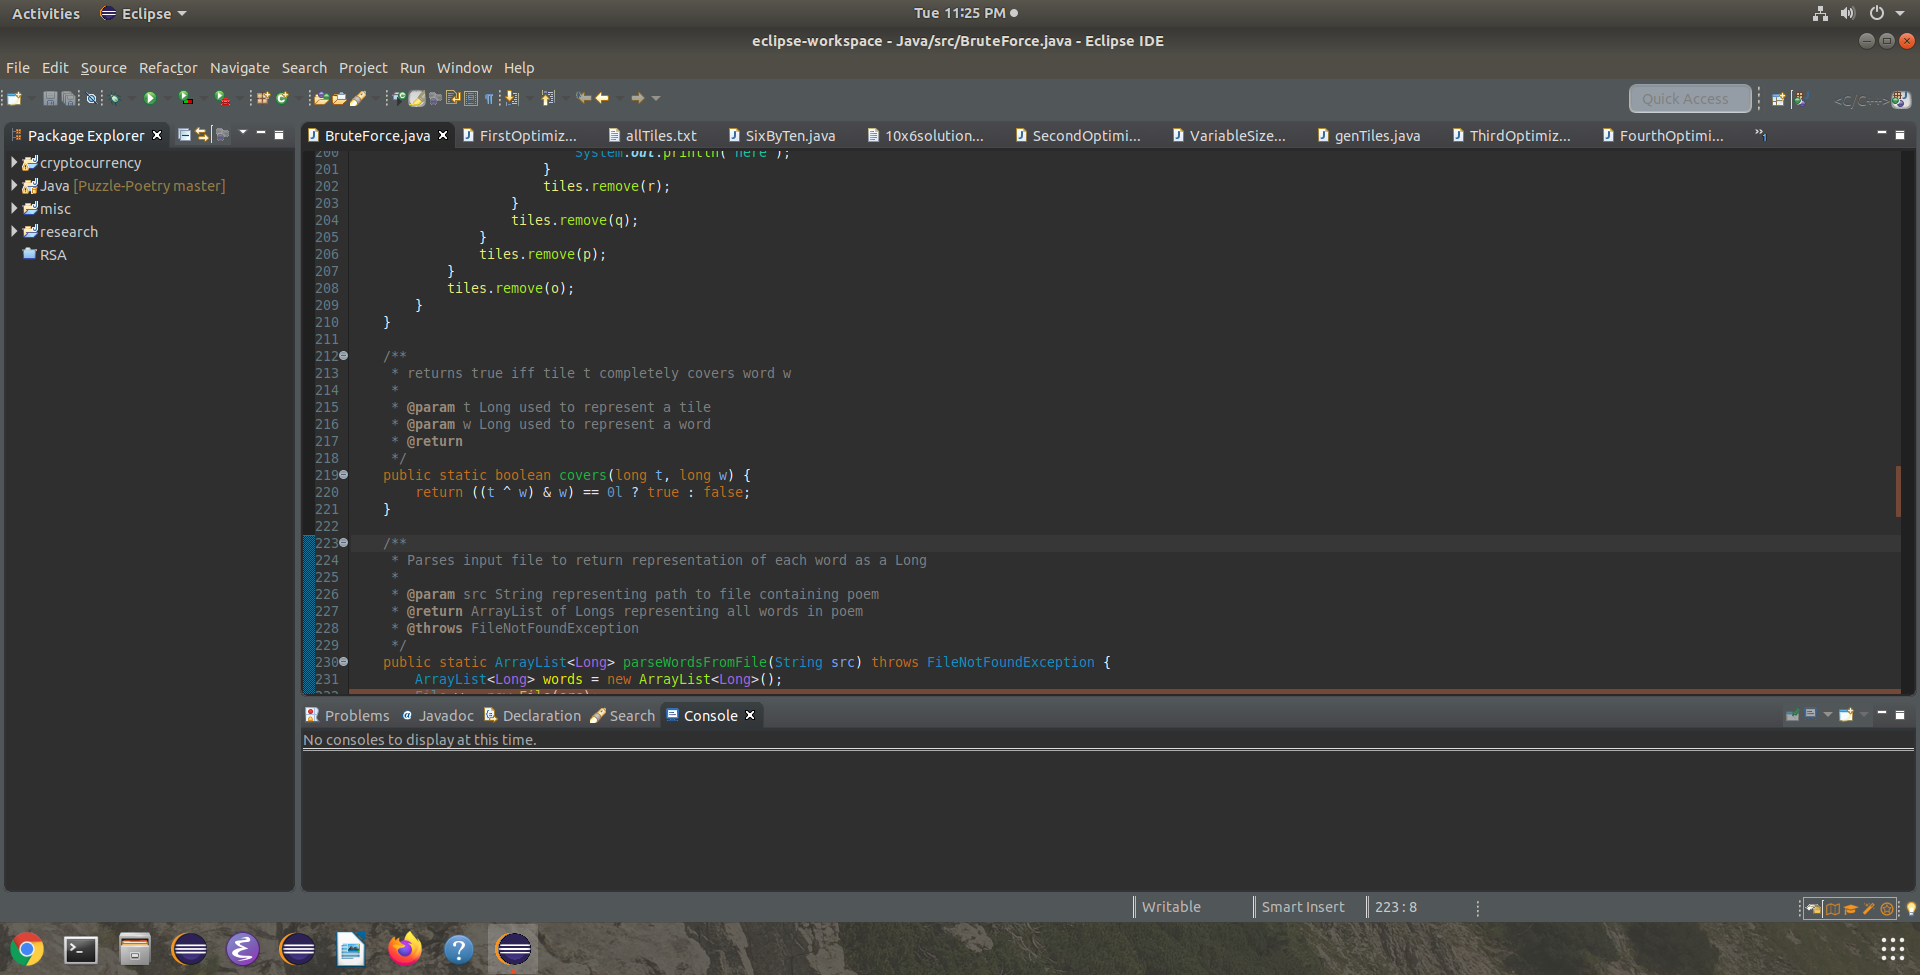 Activities Eclipse Tue 11:25 PM
eclipse-workspace - Java/src/BruteForce.java - Eclipse IDE
File Edit Source Refactor Navigate Search Project Run Window Help
Quick Access <C/C++>
Package Explorer BruteForce.java FirstOptimiz... allTiles.txt SixByTen.java 10x6solution... SecondOptimi... VariableSize... genTiles.java ThirdOptimiz... FourthOptimi... »1
cryptocurrency
Java [Puzzle-Poetry master]
misc
research
RSA
200 System.out.println("here");
201 }
202 tiles.remove(r);
203 }
204 tiles.remove(q);
205 }
206 tiles.remove(p);
207 }
208 tiles.remove(o);
209 }
210 }
211
212 /**
213 * returns true iff tile t completely covers word w
214 *
215 * @param t Long used to represent a tile
216 * @param w Long used to represent a word
217 * @return
218 */
219 public static boolean covers(long t, long w) {
220 return ((t ^ w) & w) == 0l ? true : false;
221 }
222
223 /**
224 * Parses input file to return representation of each word as a Long
225 *
226 * @param src String representing path to file containing poem
227 * @return ArrayList of Longs representing all words in poem
228 * @throws FileNotFoundException
229 */
230 public static ArrayList<Long> parseWordsFromFile(String src) throws FileNotFoundException {
231 ArrayList<Long> words = new ArrayList<Long>();
Problems Javadoc Declaration Search Console
No consoles to display at this time.
Writable Smart Insert 223 : 8